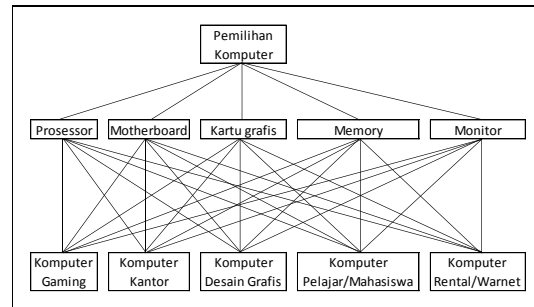 Pemilihan
Komputer
Prosessor
Motherboard
Kartu grafis
Memory
Monitor
Komputer
Gaming
Komputer
Kantor
Komputer
Desain Grafis
Komputer
Pelajar/Mahasiswa
Komputer
Rental/Warnet